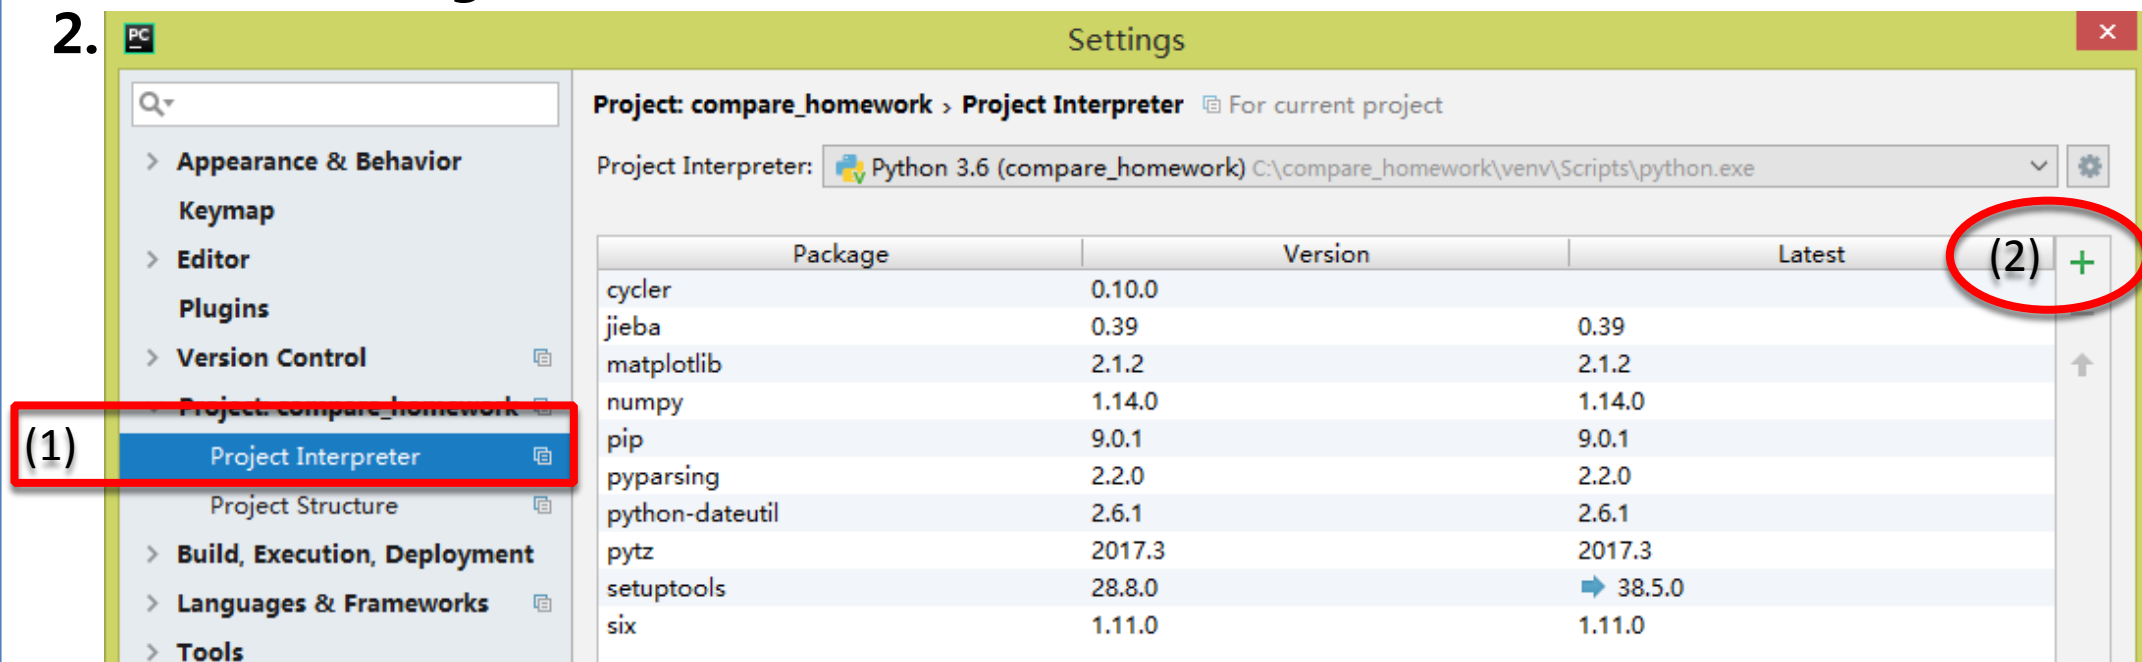 2. PC Settings
Project: compare_homework › Project Interpreter For current project
Appearance & Behavior
Project Interpreter: Python 3.6 (compare_homework) C:\compare_homework\venv\Scripts\python.exe
Keymap
Editor
Plugins
Version Control
Project: compare_homework
(1) Project Interpreter
Project Structure
Build, Execution, Deployment
Languages & Frameworks
Tools
Package Version Latest (2) +
cycler 0.10.0
jieba 0.39 0.39
matplotlib 2.1.2 2.1.2
numpy 1.14.0 1.14.0
pip 9.0.1 9.0.1
pyparsing 2.2.0 2.2.0
python-dateutil 2.6.1 2.6.1
pytz 2017.3 2017.3
setuptools 28.8.0 38.5.0
six 1.11.0 1.11.0